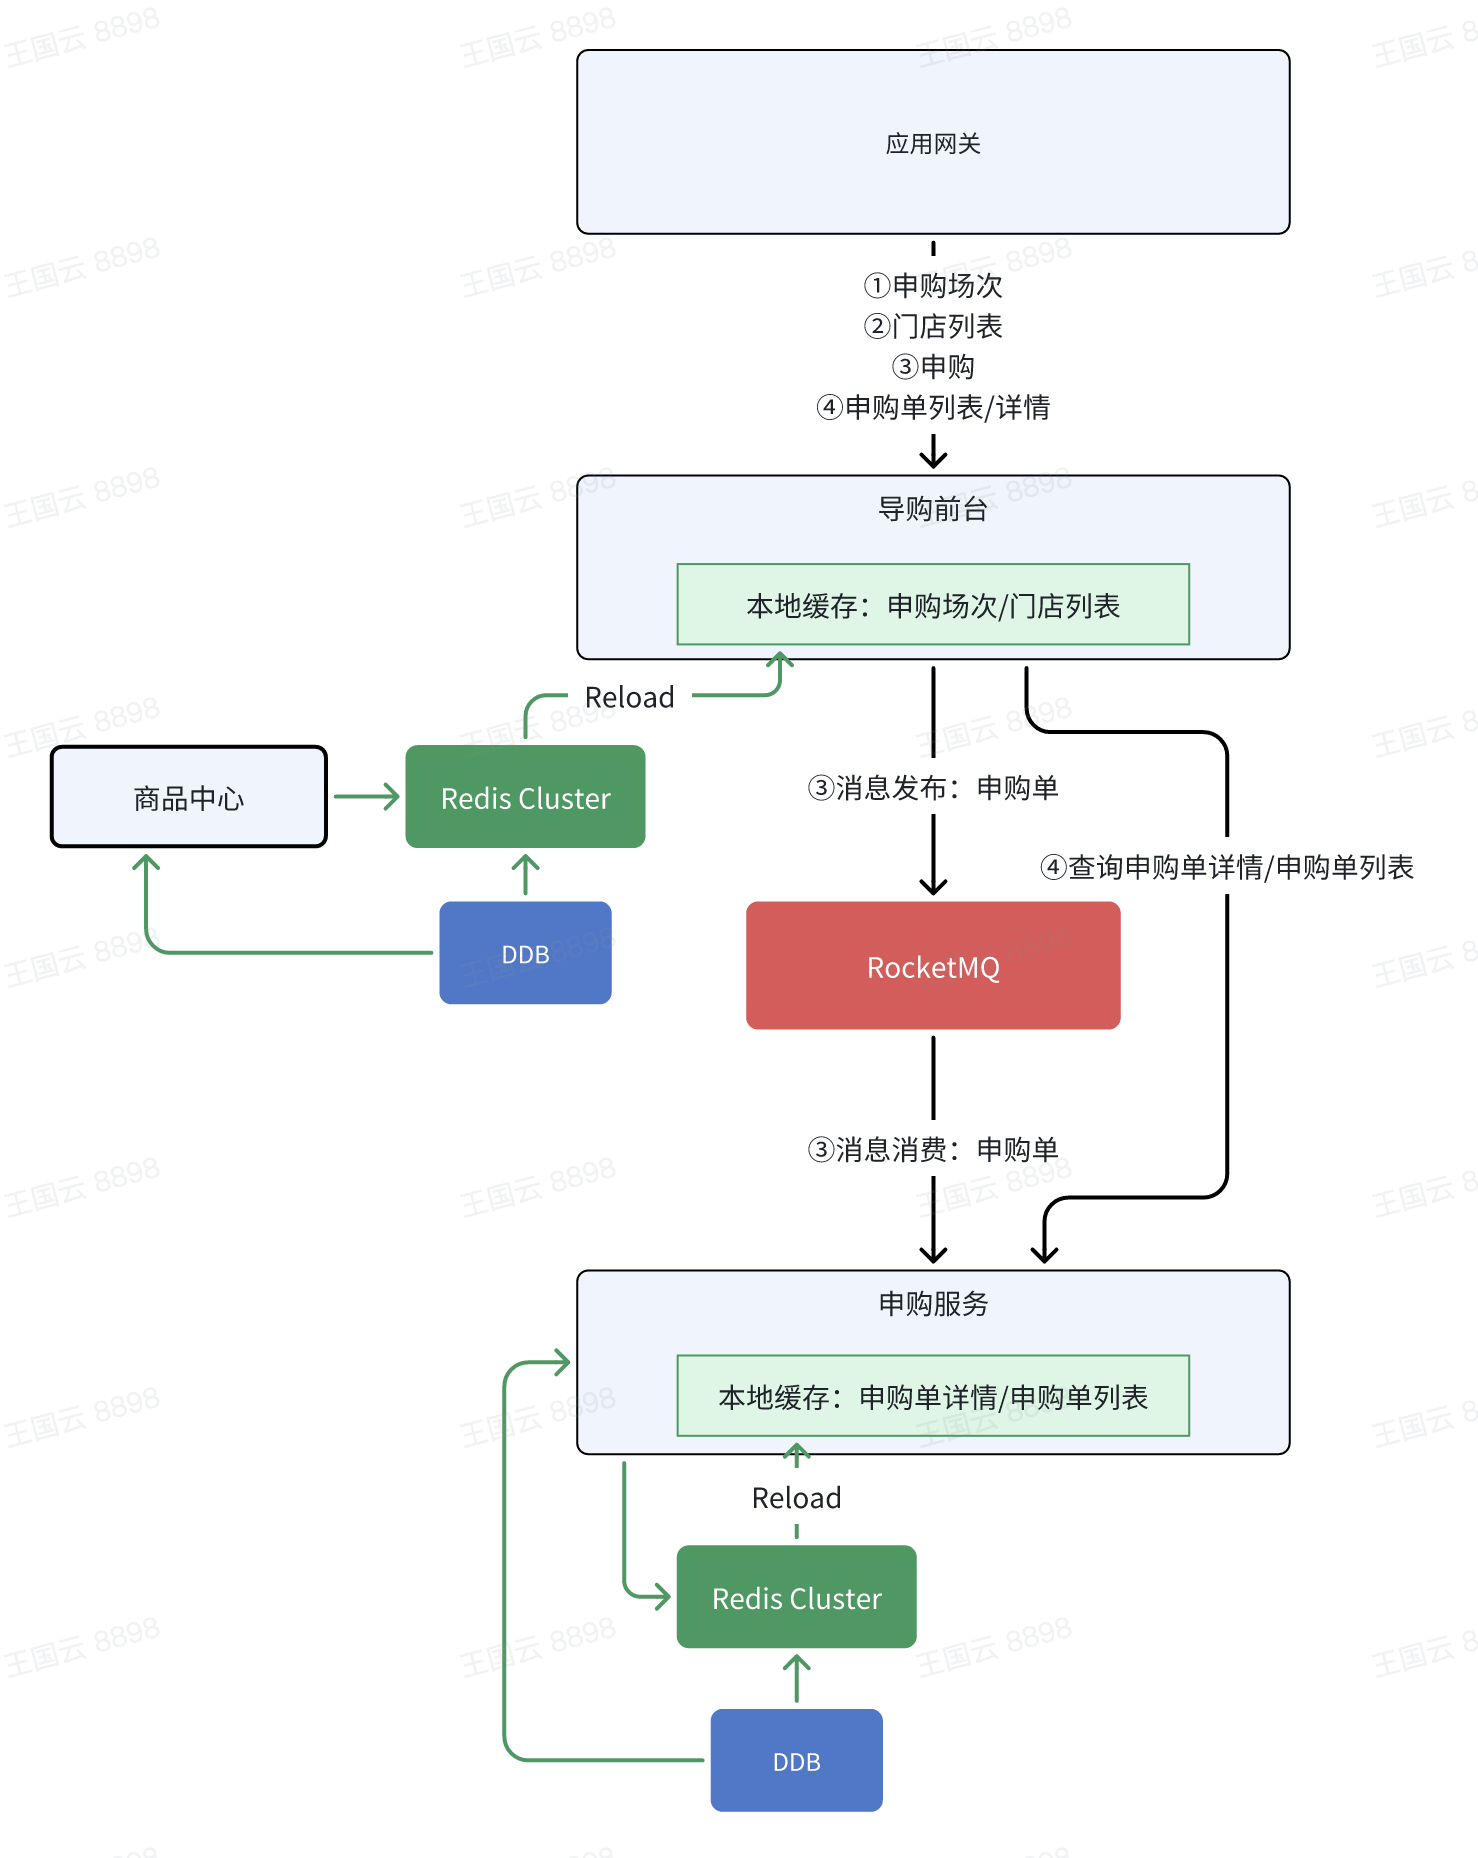 应用网关
①申购场次
②门店列表
③申购
④申购单列表/详情
导购前台
本地缓存：申购场次/门店列表
Reload
商品中心
Redis Cluster
③消息发布：申购单
④查询申购单详情/申购单列表
DDB
RocketMQ
③消息消费：申购单
申购服务
本地缓存：申购单详情/申购单列表
Reload
Redis Cluster
DDB
王国云 8898